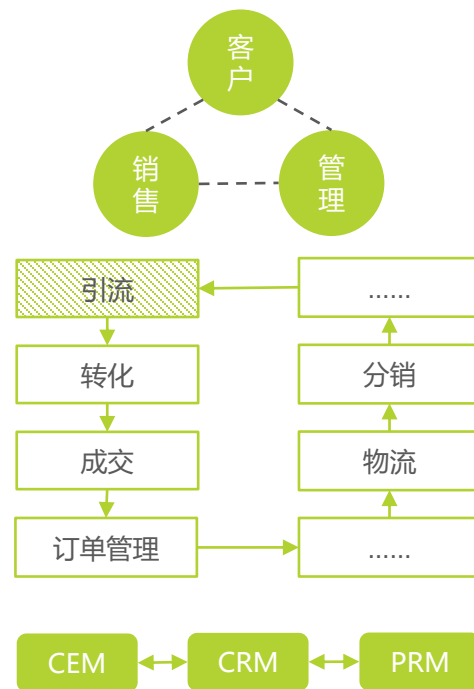 客
户
销
售
管
理
引流
……
转化
分销
成交
物流
订单管理
……
CEM
CRM
PRM